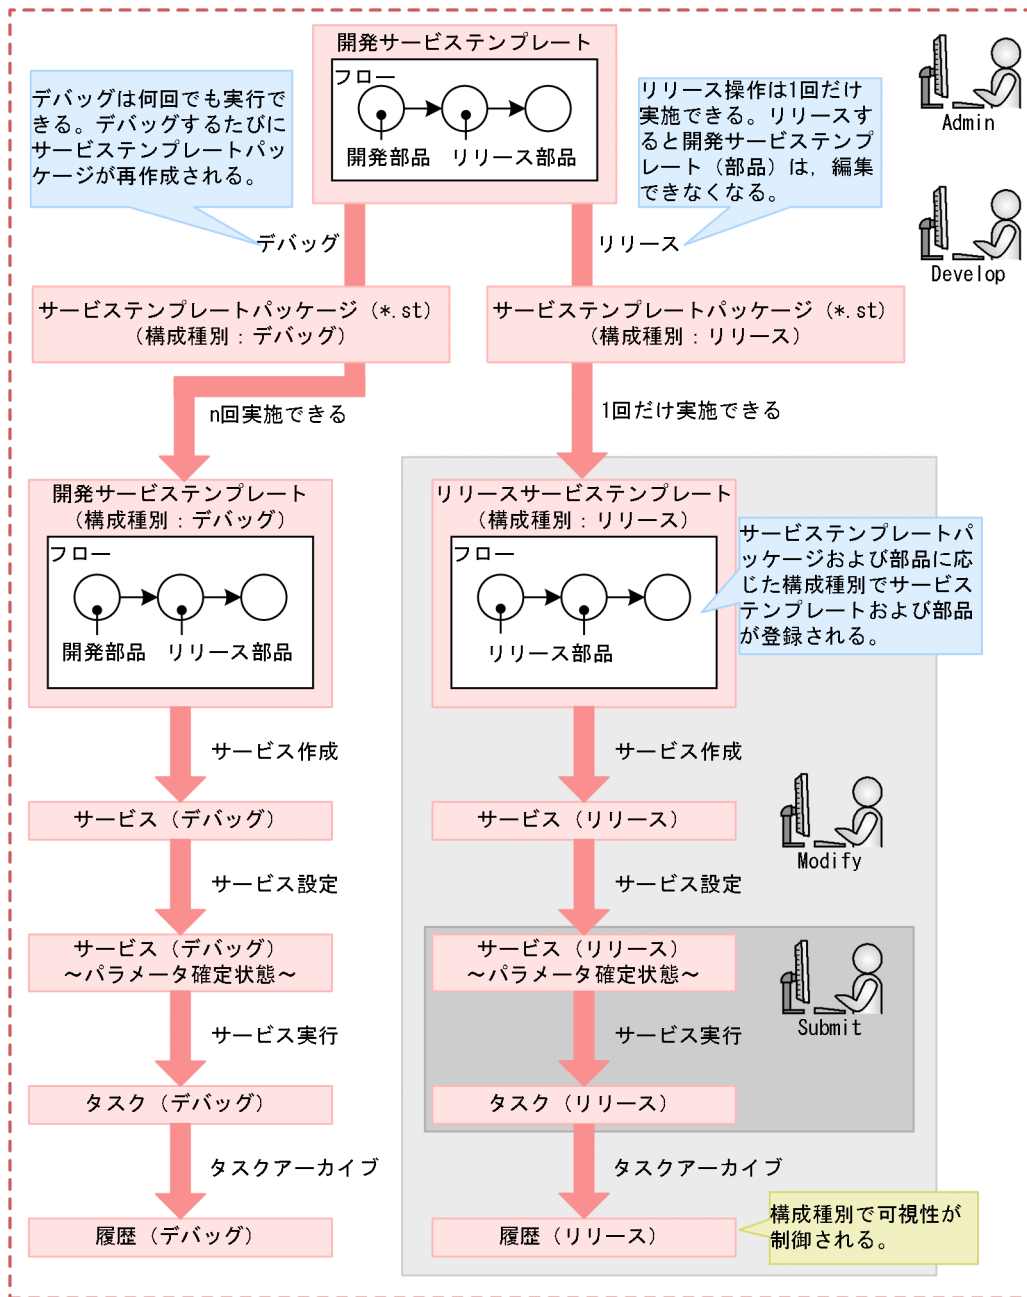 開発サービステンプレート
フロー
開発部品
リリース部品
デバッグは何回でも実行で
きる。デバッグするたびに
サービステンプレートパッ
ケージが再作成される。
リリース操作は1回だけ
実施できる。リリースす
ると開発サービステンプ
レート（部品）は，編集
できなくなる。
Admin
Develop
デバッグ
リリース
サービステンプレートパッケージ（*.st）
（構成種別：デバッグ）
サービステンプレートパッケージ（*.st）
（構成種別：リリース）
n回実施できる
1回だけ実施できる
開発サービステンプレート
（構成種別：デバッグ）
フロー
開発部品
リリース部品
リリースサービステンプレート
（構成種別：リリース）
フロー
リリース部品
サービステンプレートパ
ッケージおよび部品に応
じた構成種別でサービス
テンプレートおよび部品
が登録される。
サービス作成
サービス作成
サービス（デバッグ）
サービス（リリース）
Modify
サービス設定
サービス設定
サービス（デバッグ）
～パラメータ確定状態～
サービス（リリース）
～パラメータ確定状態～
Submit
サービス実行
サービス実行
タスク（デバッグ）
タスク（リリース）
タスクアーカイブ
タスクアーカイブ
履歴（デバッグ）
履歴（リリース）
構成種別で可視性が
制御される。